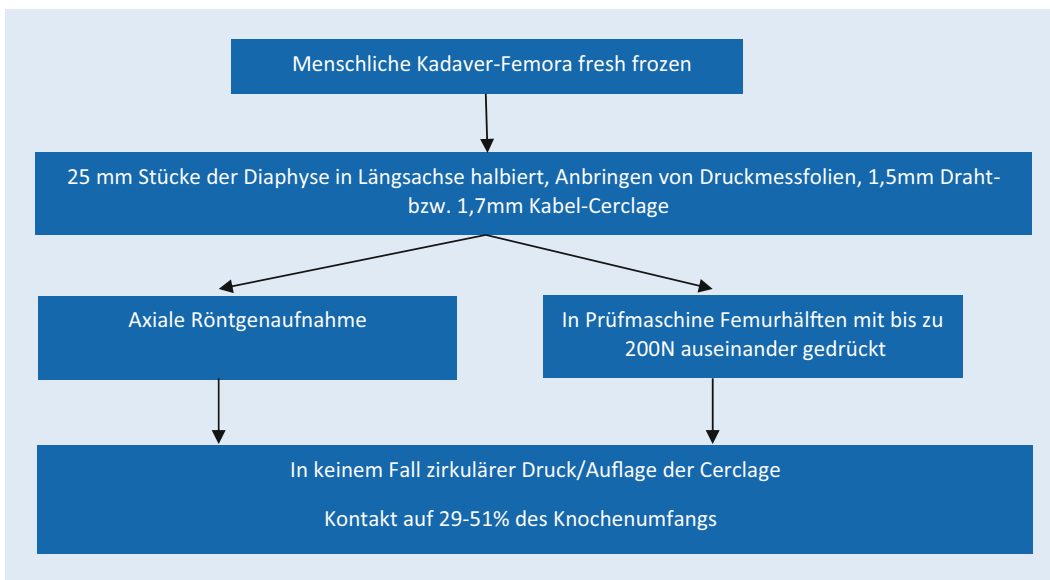 Menschliche Kadaver-Femora fresh frozen
25 mm Stücke der Diaphyse in Längsachse halbiert, Anbringen von Druckmessfolien, 1,5mm Draht-
bzw. 1,7mm Kabel-Cerclage
Axiale Röntgenaufnahme
In Prüfmaschine Femurhälften mit bis zu
200N auseinander gedrückt
In keinem Fall zirkulärer Druck/Auflage der Cerclage
Kontakt auf 29-51% des Knochenumfangs